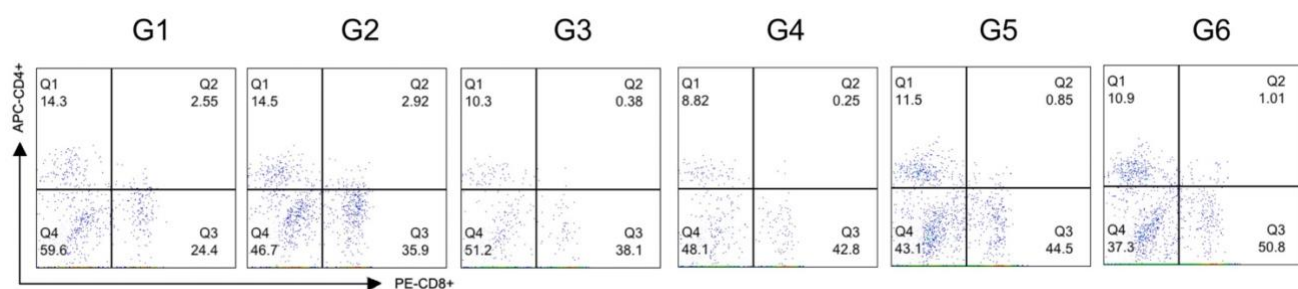 G1 G2 G3 G4 G5 G6
APC-CD4+
Q1 Q2 Q1 Q2 Q1 Q2 Q1 Q2 Q1 Q2 Q1 Q2
14.3 2.55 14.5 2.92 10.3 0.38 8.82 0.25 11.5 0.85 10.9 1.01
Q4 Q3 Q4 Q3 Q4 Q3 Q4 Q3 Q4 Q3 Q4 Q3
59.6 24.4 46.7 35.9 51.2 38.1 48.1 42.8 43.1 44.5 37.3 50.8
PE-CD8+